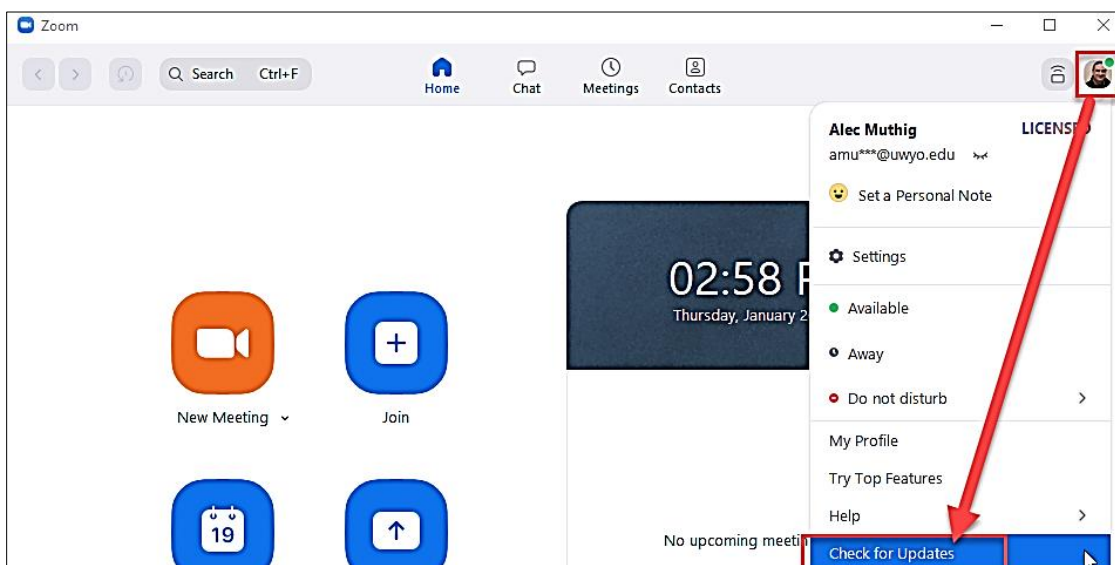 Zoom
Search Ctrl+F
Home
Chat
Meetings
Contacts
Alec Muthig
LICENSED
amu***@uwyo.edu
Set a Personal Note
Settings
02:58
Thursday, January 2
Available
Away
Do not disturb
New Meeting
Join
My Profile
Try Top Features
Help
19
No upcoming
Check for Updates